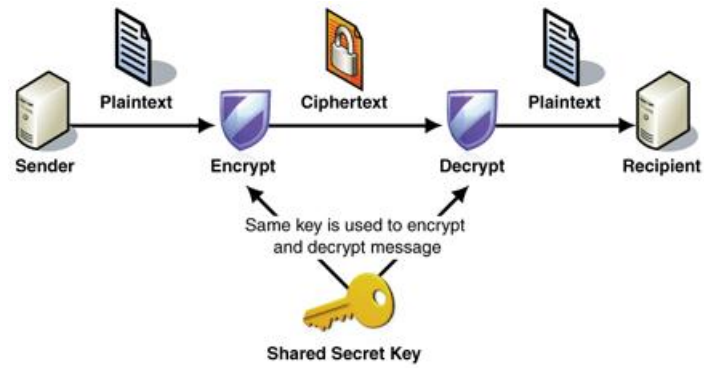 Plaintext
Ciphertext
Plaintext
Sender
Encrypt
Decrypt
Recipient
Same key is used to encrypt
and decrypt message
Shared Secret Key